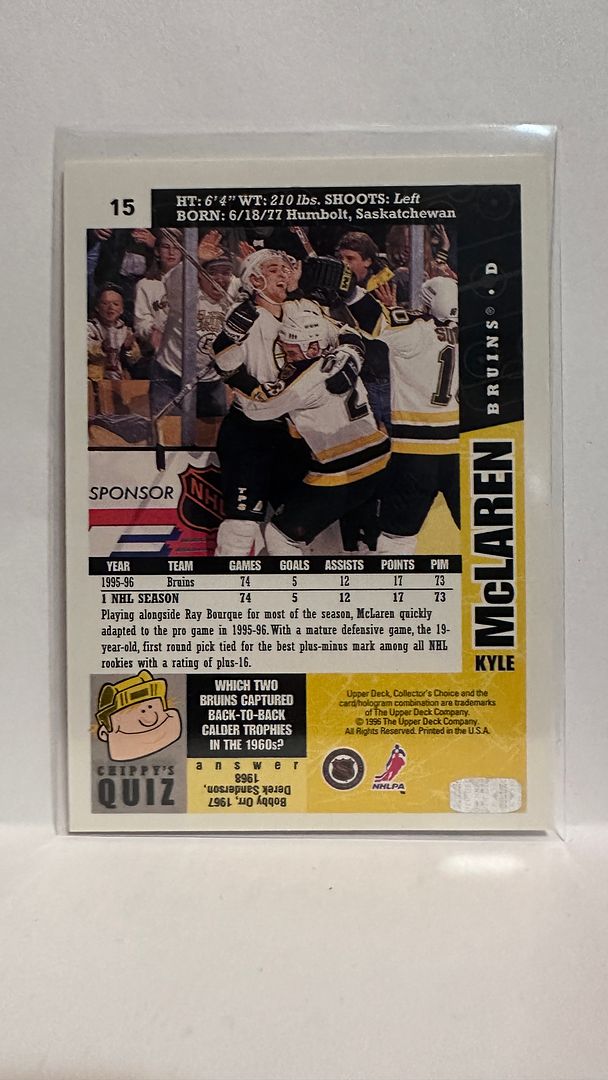 15
HT: 6'4" WT: 210 lbs. SHOOTS: Left
BORN: 6/18/77 Humbolt, Saskatchewan
BRUINS® • D
KYLE McLAREN
2
1
SPONSOR
NHL
TPS
YEAR TEAM GAMES GOALS ASSISTS POINTS PIM
1995-96 Bruins 74 5 12 17 73
1 NHL SEASON 74 5 12 17 73
Playing alongside Ray Bourque for most of the season, McLaren quickly
adapted to the pro game in 1995-96. With a mature defensive game, the 19-
year-old, first round pick tied for the best plus-minus mark among all NHL
rookies with a rating of plus-16.
CHIPPY'S
QUIZ
WHICH TWO
BRUINS CAPTURED
BACK-TO-BACK
CALDER TROPHIES
IN THE 1960s?
answer
Bobby Orr, 1967
Derek Sanderson,
1968
Upper Deck, Collector's Choice and the
card/hologram combination are trademarks
of The Upper Deck Company.
© 1996 The Upper Deck Company.
All Rights Reserved. Printed in the U.S.A.
NHLPA